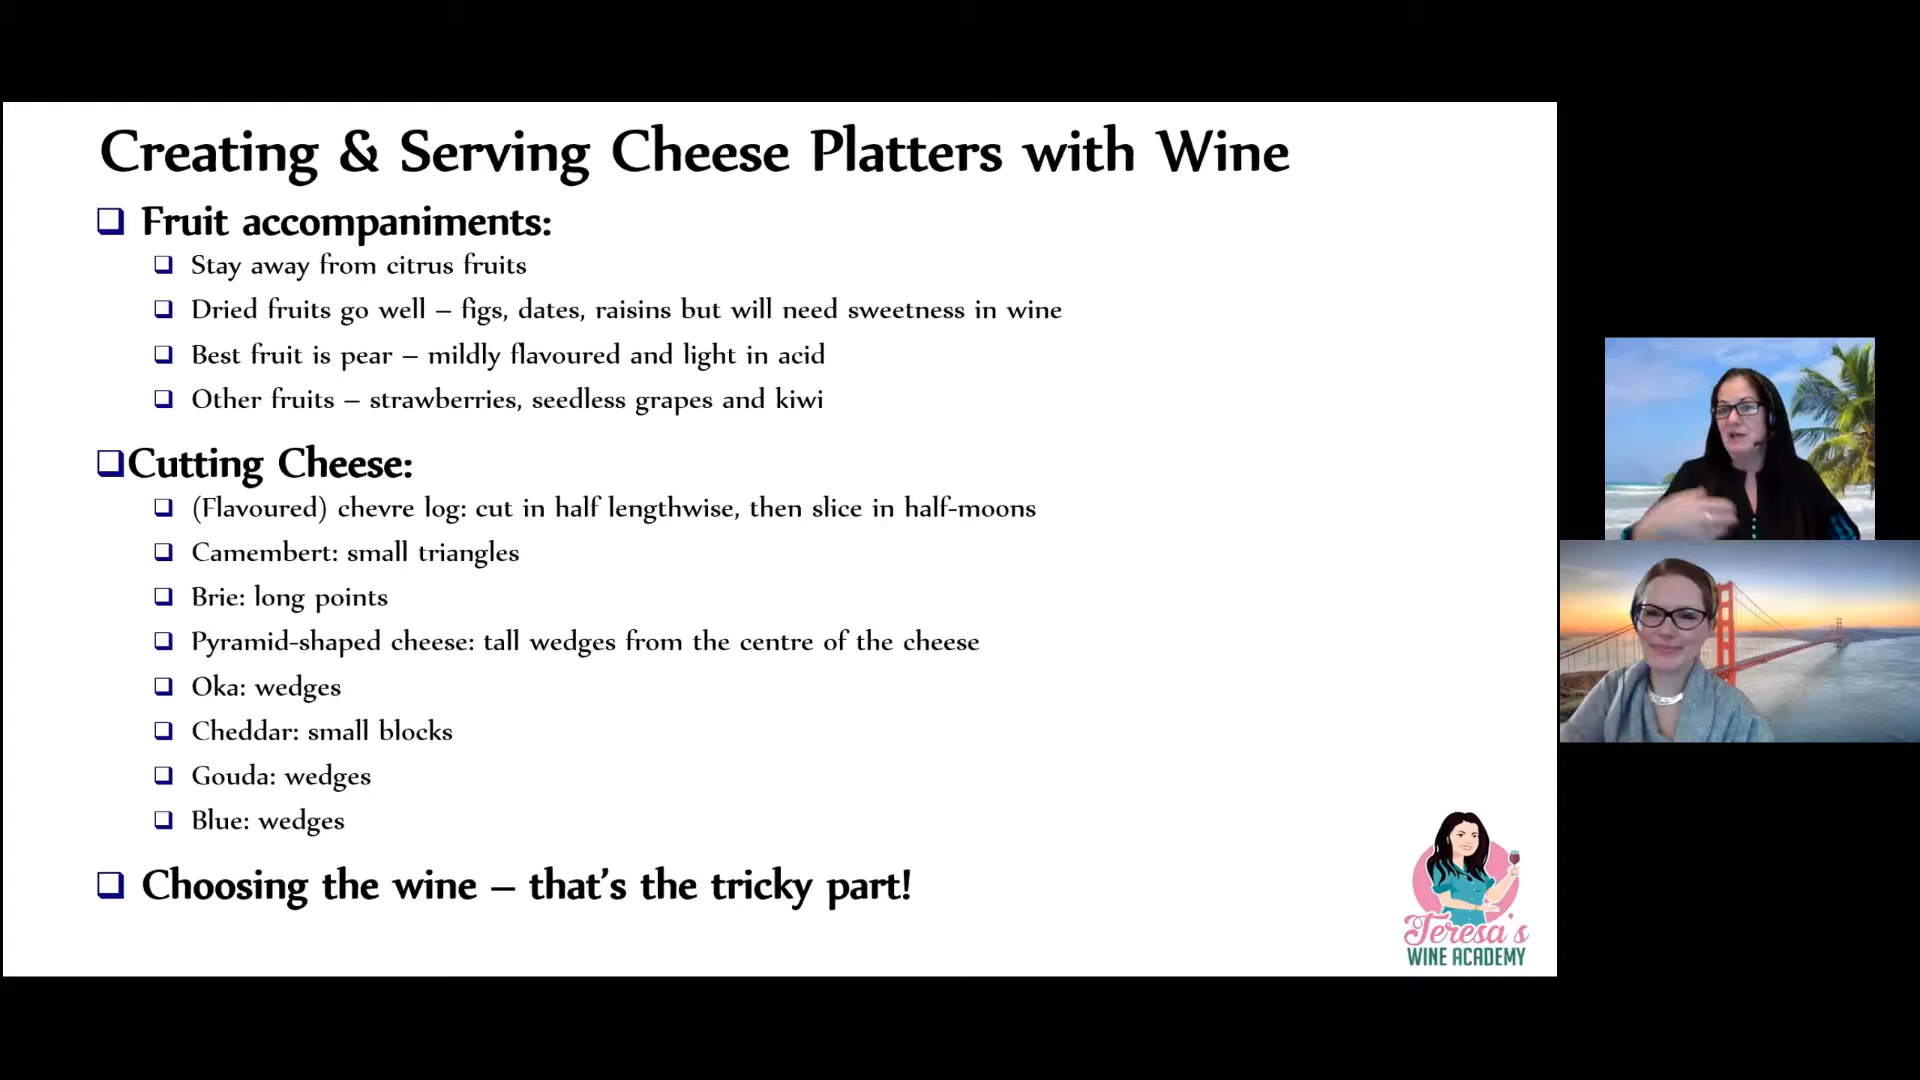 Creating & Serving Cheese Platters with Wine
Fruit accompaniments:
Stay away from citrus fruits
Dried fruits go well – figs, dates, raisins but will need sweetness in wine
Best fruit is pear – mildly flavoured and light in acid
Other fruits – strawberries, seedless grapes and kiwi
Cutting Cheese:
(Flavoured) chevre log: cut in half lengthwise, then slice in half-moons
Camembert: small triangles
Brie: long points
Pyramid-shaped cheese: tall wedges from the centre of the cheese
Oka: wedges
Cheddar: small blocks
Gouda: wedges
Blue: wedges
Choosing the wine – that's the tricky part!
Teresa's
WINE ACADEMY